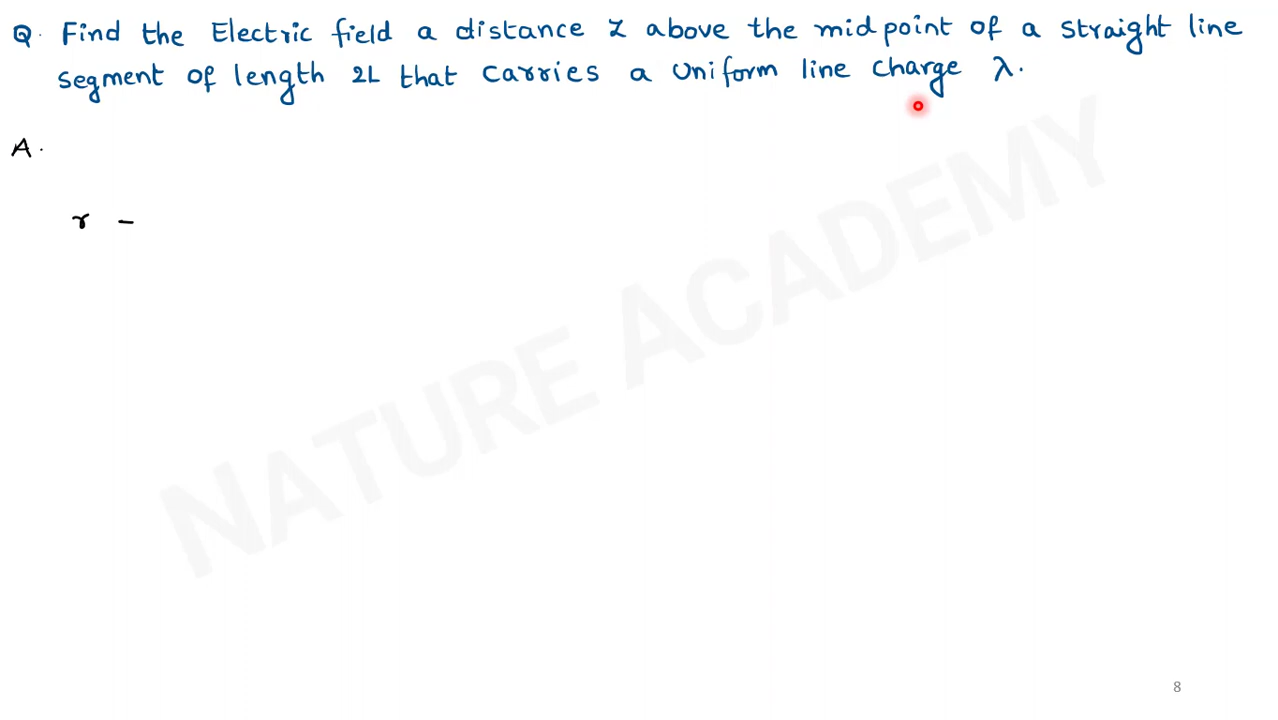 Q. Find the Electric field a distance z above the midpoint of a straight line
segment of length 2L that carries a uniform line charge λ.
A.
r –
NATURE ACADEMY
8